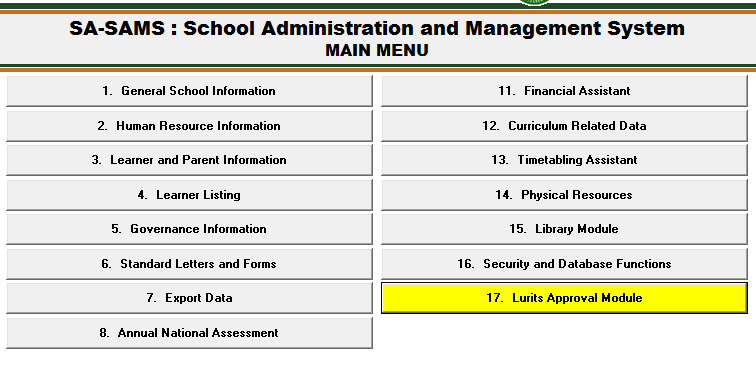 SA-SAMS : School Administration and Management System
MAIN MENU
1. General School Information
2. Human Resource Information
3. Learner and Parent Information
4. Learner Listing
5. Governance Information
6. Standard Letters and Forms
7. Export Data
8. Annual National Assessment
11. Financial Assistant
12. Curriculum Related Data
13. Timetabling Assistant
14. Physical Resources
15. Library Module
16. Security and Database Functions
17. Lurits Approval Module